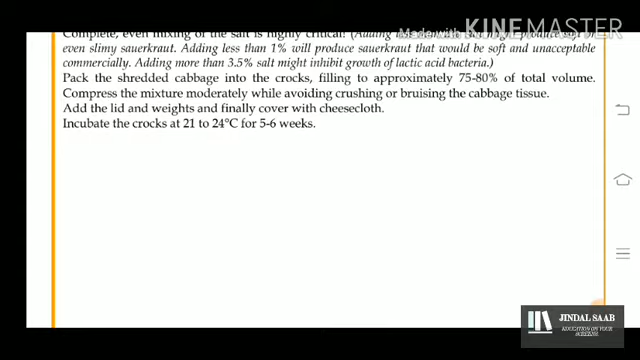 Complete, even mixing of the salt is highly critical! (Adding
Made with KINEMASTER
even slimy sauerkraut. Adding less than 1% will produce sauerkraut that would be soft and unacceptable
commercially. Adding more than 3.5% salt might inhibit growth of lactic acid bacteria.)
Pack the shredded cabbage into the crocks, filling to approximately 75-80% of total volume.
Compress the mixture moderately while avoiding crushing or bruising the cabbage tissue.
Add the lid and weights and finally cover with cheesecloth.
Incubate the crocks at 21 to 24°C for 5-6 weeks.
JINDAL SAAB
EDUCATION ON YOUR
SCREENS